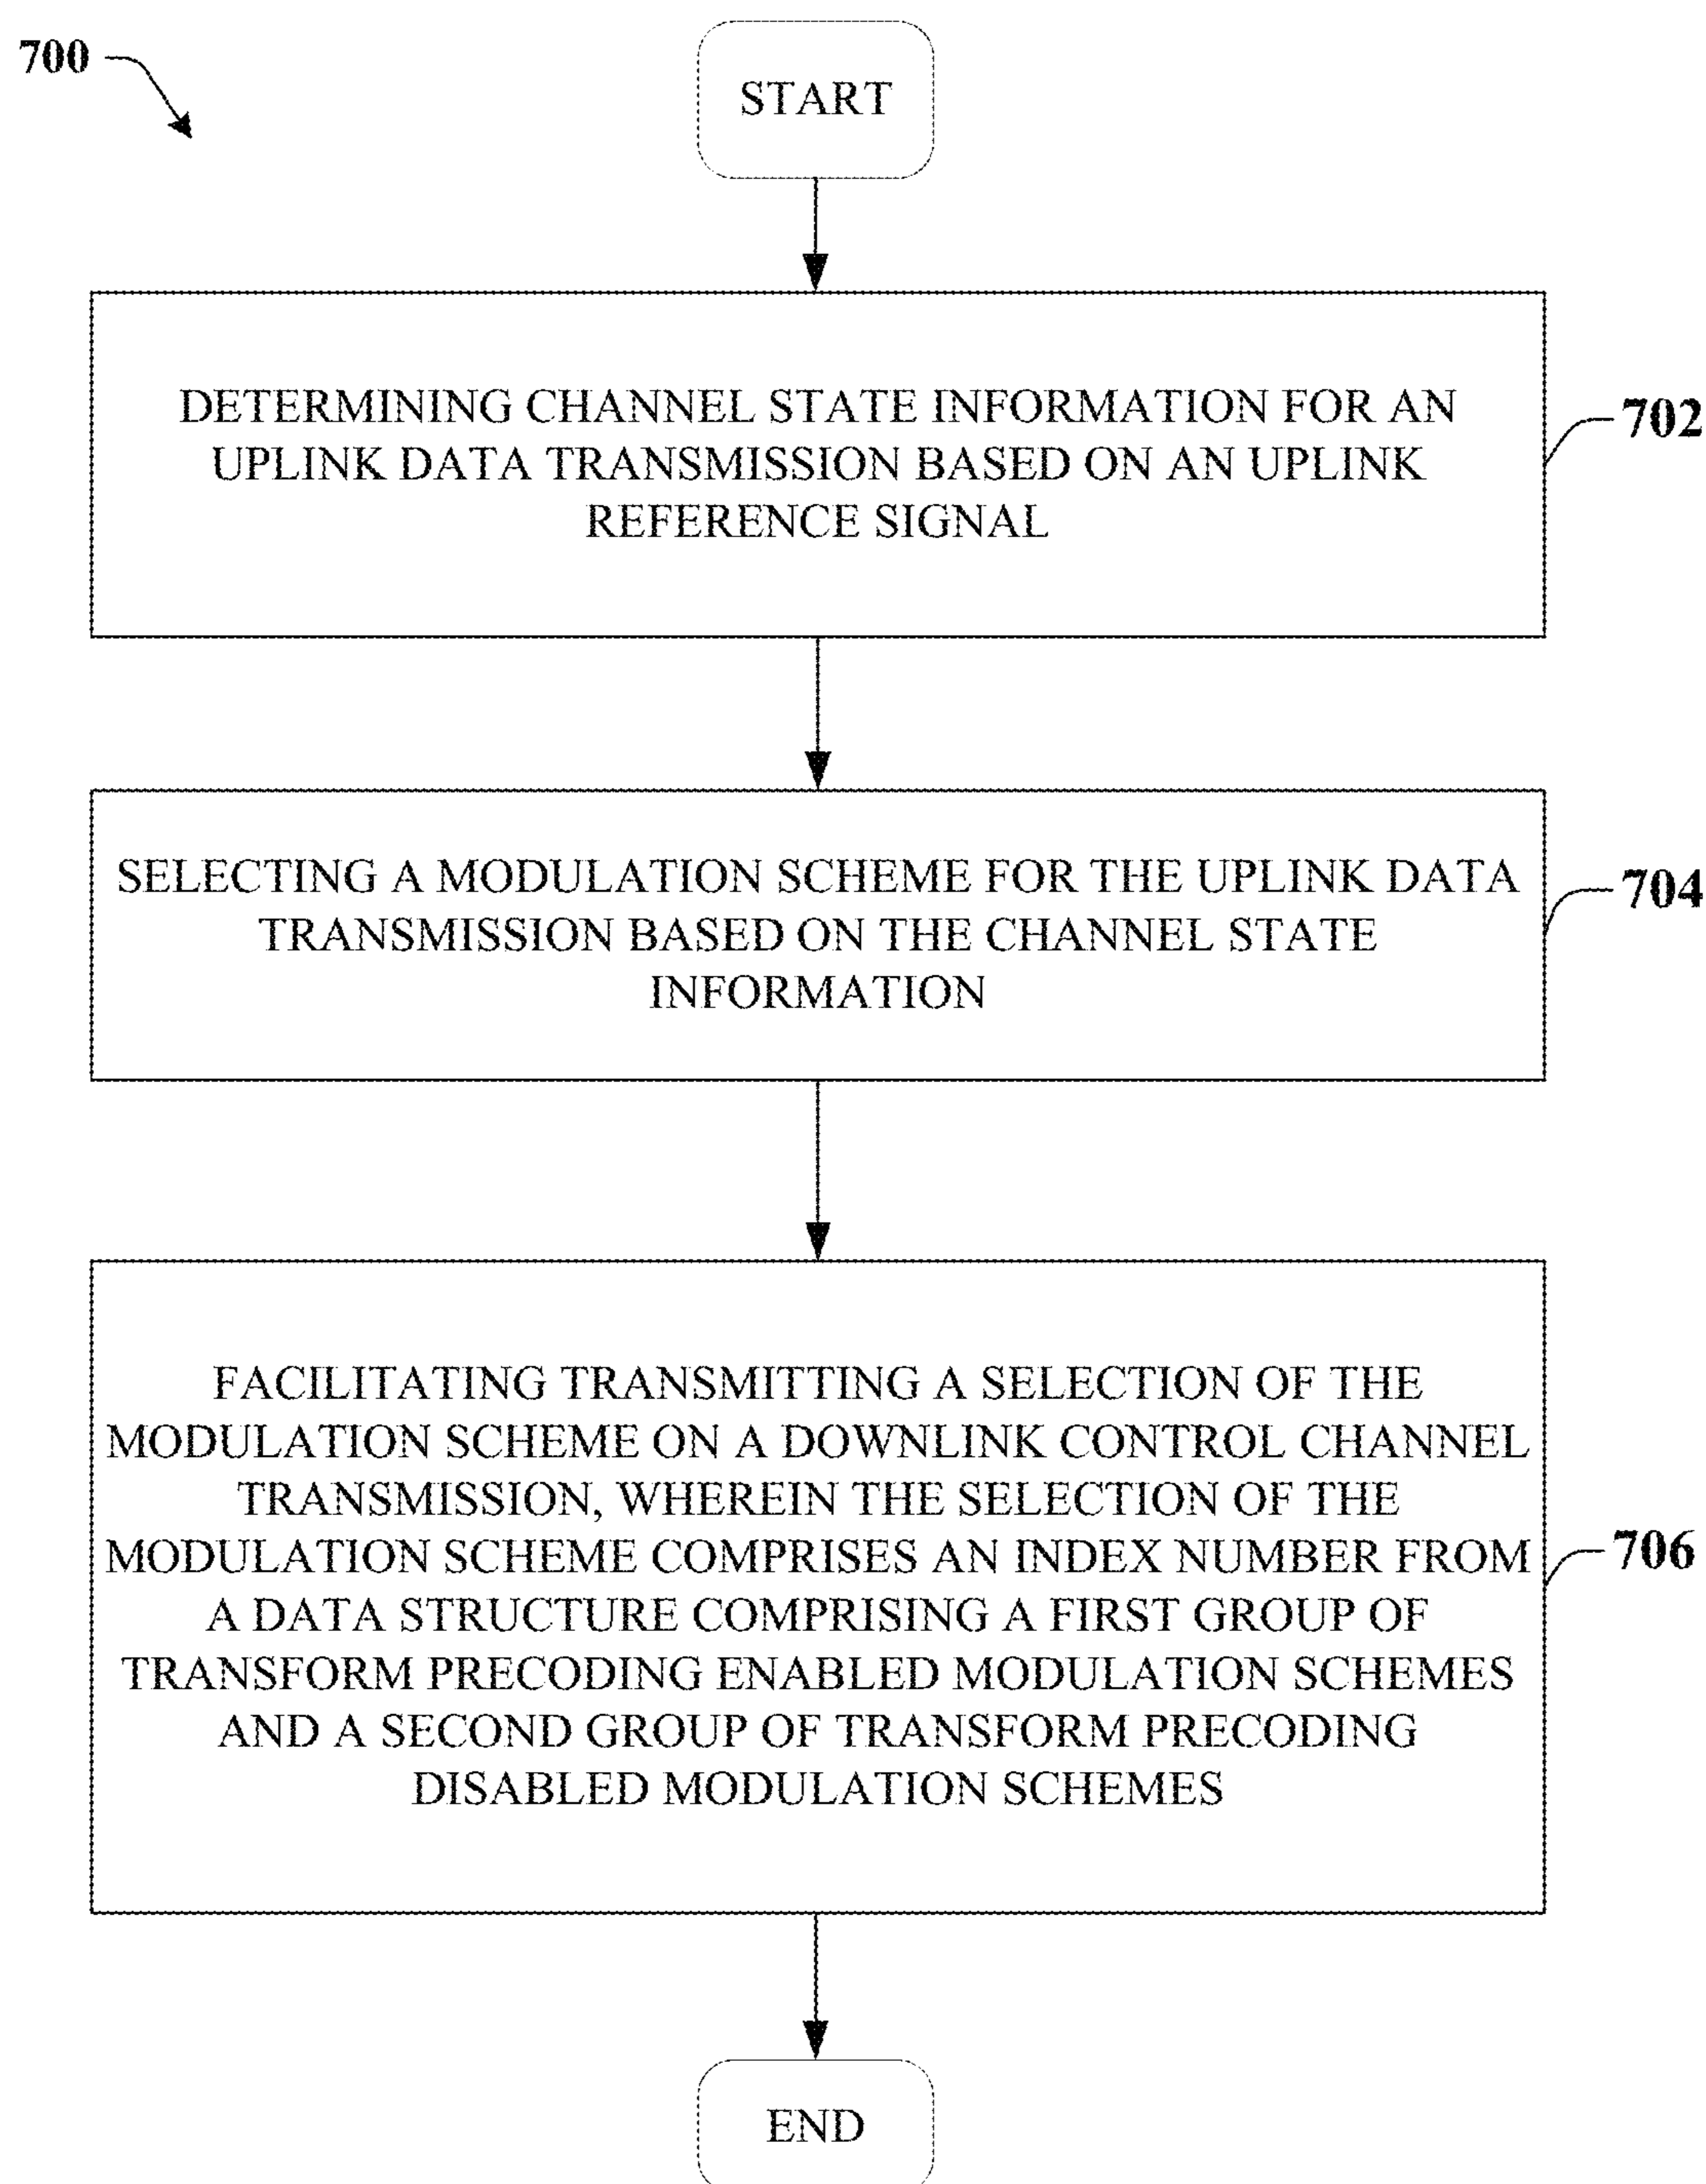 700
START
DETERMINING CHANNEL STATE INFORMATION FOR AN
UPLINK DATA TRANSMISSION BASED ON AN UPLINK
REFERENCE SIGNAL
702
SELECTING A MODULATION SCHEME FOR THE UPLINK DATA
TRANSMISSION BASED ON THE CHANNEL STATE
INFORMATION
704
FACILITATING TRANSMITTING A SELECTION OF THE
MODULATION SCHEME ON A DOWNLINK CONTROL CHANNEL
TRANSMISSION, WHEREIN THE SELECTION OF THE
MODULATION SCHEME COMPRISES AN INDEX NUMBER FROM
A DATA STRUCTURE COMPRISING A FIRST GROUP OF
TRANSFORM PRECODING ENABLED MODULATION SCHEMES
AND A SECOND GROUP OF TRANSFORM PRECODING
DISABLED MODULATION SCHEMES
706
END